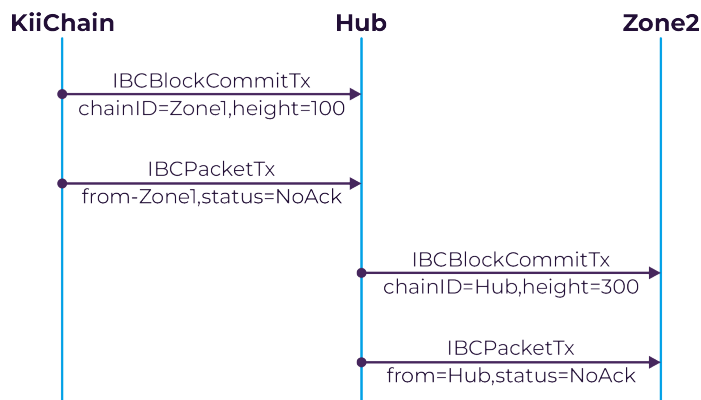 KiiChain Hub Zone2
IBCBlockCommitTx
chainID=Zone1,height=100
IBCPacketTx
from-Zone1,status=NoAck
IBCBlockCommitTx
chainID=Hub,height=300
IBCPacketTx
from=Hub,status=NoAck